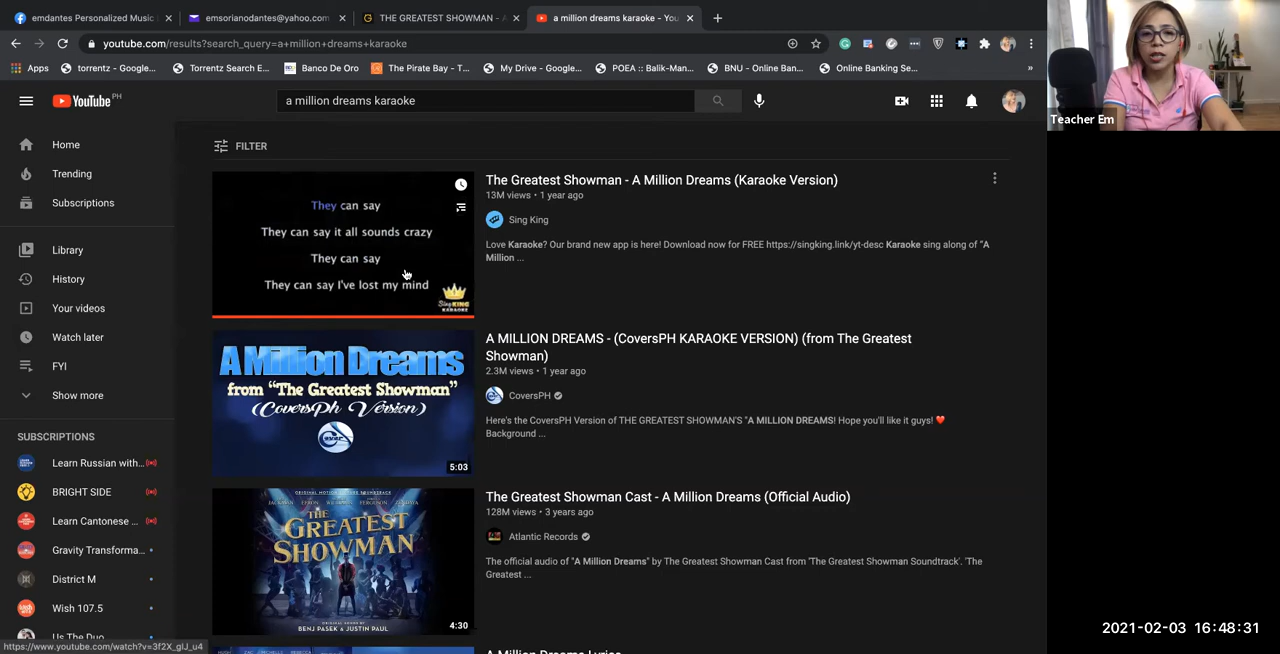 emdantes Personalized Music
emsorianodantes@yahoo.com
THE GREATEST SHOWMAN - A
a million dreams karaoke - You
youtube.com/results?search_query=a+million+dreams+karaoke
Apps
torrentz - Google...
Torrentz Search E...
Banco De Oro
The Pirate Bay - T...
My Drive - Google...
POEA :: Balik-Man...
BNU - Online Ban...
Online Banking Se...
»
YouTube PH
a million dreams karaoke
Teacher Em
Home
Trending
Subscriptions
Library
History
Your videos
Watch later
FYI
Show more
SUBSCRIPTIONS
Learn Russian with...
BRIGHT SIDE
Learn Cantonese ...
Gravity Transforma...
District M
Wish 107.5
Us The Duo
FILTER
They can say
They can say it all sounds crazy
They can say
They can say I've lost my mind
SingKING
KARAOKE
The Greatest Showman - A Million Dreams (Karaoke Version)
13M views • 1 year ago
Sing King
Love Karaoke? Our brand new app is here! Download now for FREE https://singking.link/yt-desc Karaoke sing along of "A
Million ...
A Million Dreams
from "The Greatest Showman"
(CoversPh Version)
5:03
A MILLION DREAMS - (CoversPH KARAOKE VERSION) (from The Greatest
Showman)
2.3M views • 1 year ago
CoversPH
Here's the CoversPH Version of THE GREATEST SHOWMAN'S "A MILLION DREAMS! Hope you'll like it guys! ❤️
Background ...
ORIGINAL MOTION PICTURE SOUNDTRACK
THE
GREATEST
SHOWMAN
BENJ PASEK & JUSTIN PAUL
4:30
The Greatest Showman Cast - A Million Dreams (Official Audio)
128M views • 3 years ago
Atlantic Records
The official audio of "A Million Dreams" by The Greatest Showman Cast from 'The Greatest Showman Soundtrack'. 'The
Greatest ...
A Million Dreams Lyrics
https://www.youtube.com/watch?v=3f2X_gIJ_u4
2021-02-03 16:48:31